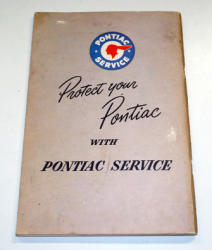 PONTIAC
SERVICE
Protect your
Pontiac
WITH
PONTIAC SERVICE